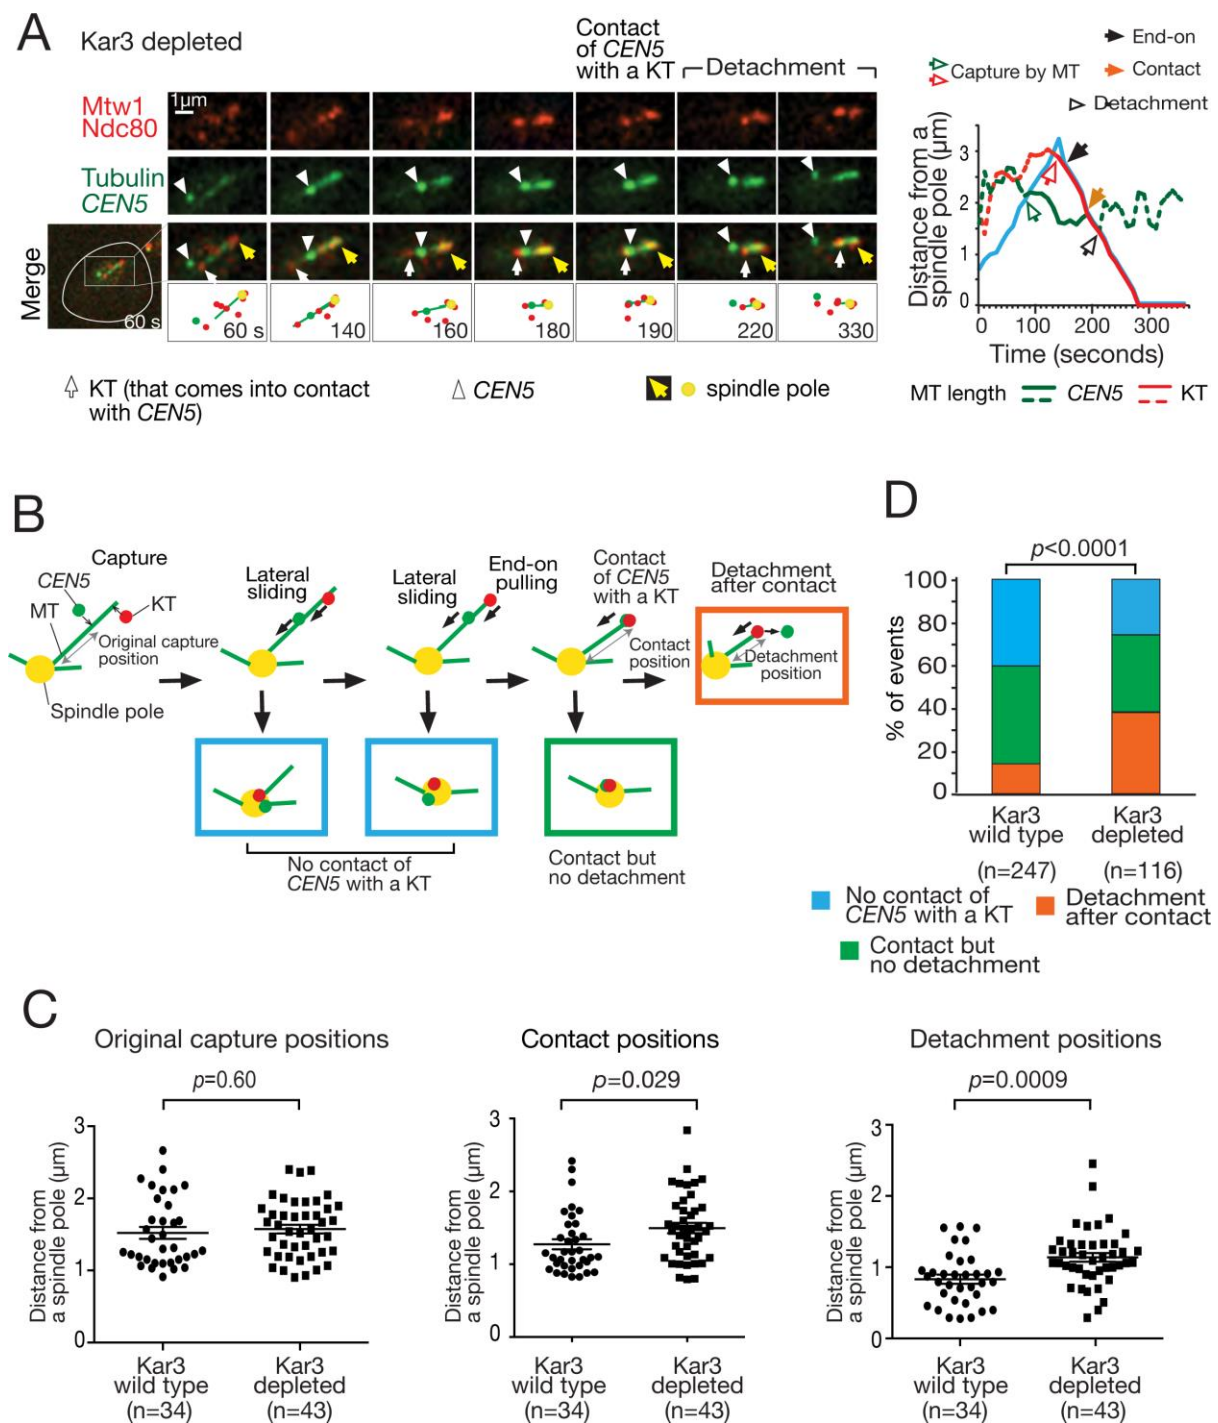 A
Kar3 depleted
Contact
of CEN5
with a KT
Detachment
Mtw1
Ndc80
1µm
Tubulin
CEN5
Merge
60 s
60 s
140
160
180
190
220
330
KT (that comes into contact
with CEN5)
CEN5
spindle pole
End-on
Capture by MT
Contact
Detachment
Distance from a
spindle pole (µm)
3
2
1
0
0
100
200
300
Time (seconds)
MT length
CEN5
KT
B
Capture
CEN5
MT
KT
Original capture
position
Spindle pole
Lateral
sliding
Lateral
sliding
End-on
pulling
Contact
of CEN5
with a KT
Contact
position
Detachment
after contact
Detachment
position
No contact of
CEN5 with a KT
Contact but
no detachment
D
p<0.0001
% of events
100
80
60
40
20
0
Kar3
wild type
(n=247)
Kar3
depleted
(n=116)
No contact of
CEN5 with a KT
Detachment
after contact
Contact but
no detachment
C
Original capture positions
p=0.60
Distance from
a spindle pole (µm)
3
2
1
0
Kar3
wild type
(n=34)
Kar3
depleted
(n=43)
Contact positions
p=0.029
Distance from
a spindle pole (µm)
3
2
1
0
Kar3
wild type
(n=34)
Kar3
depleted
(n=43)
Detachment positions
p=0.0009
Distance from
a spindle pole (µm)
3
2
1
0
Kar3
wild type
(n=34)
Kar3
depleted
(n=43)